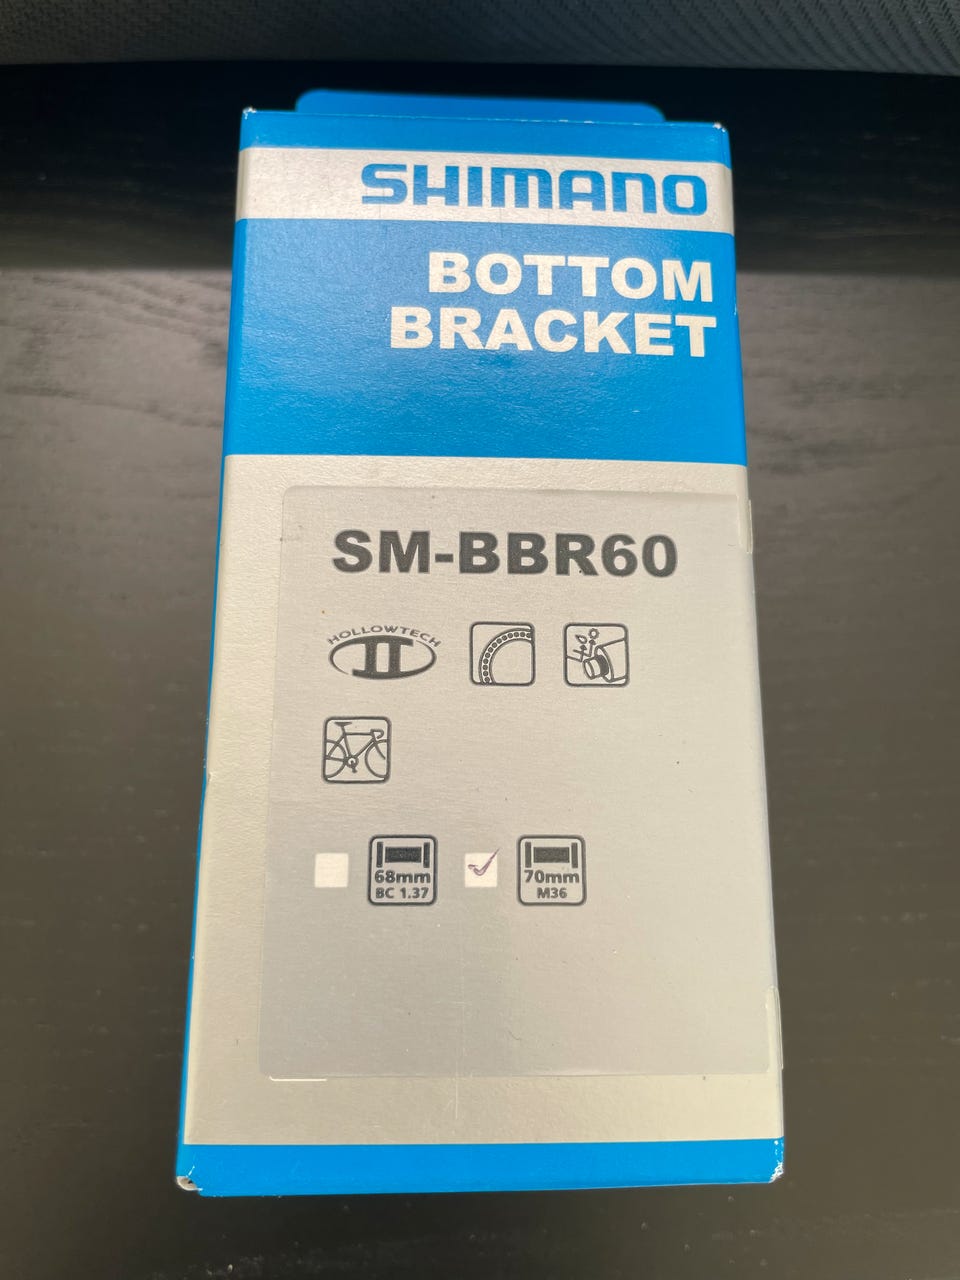 SHIMANO
BOTTOM
BRACKET
SM-BBR60
HOLLOWTECH
II
68mm
BC 1.37
70mm
M36